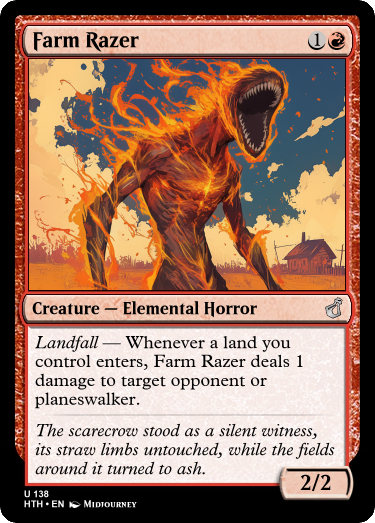 Farm Razer 1
Creature — Elemental Horror
Landfall — Whenever a land you
control enters, Farm Razer deals 1
damage to target opponent or
planeswalker.
The scarecrow stood as a silent witness,
its straw limbs untouched, while the fields
around it turned to ash.
2/2
U 138
HTH • EN Midjourney